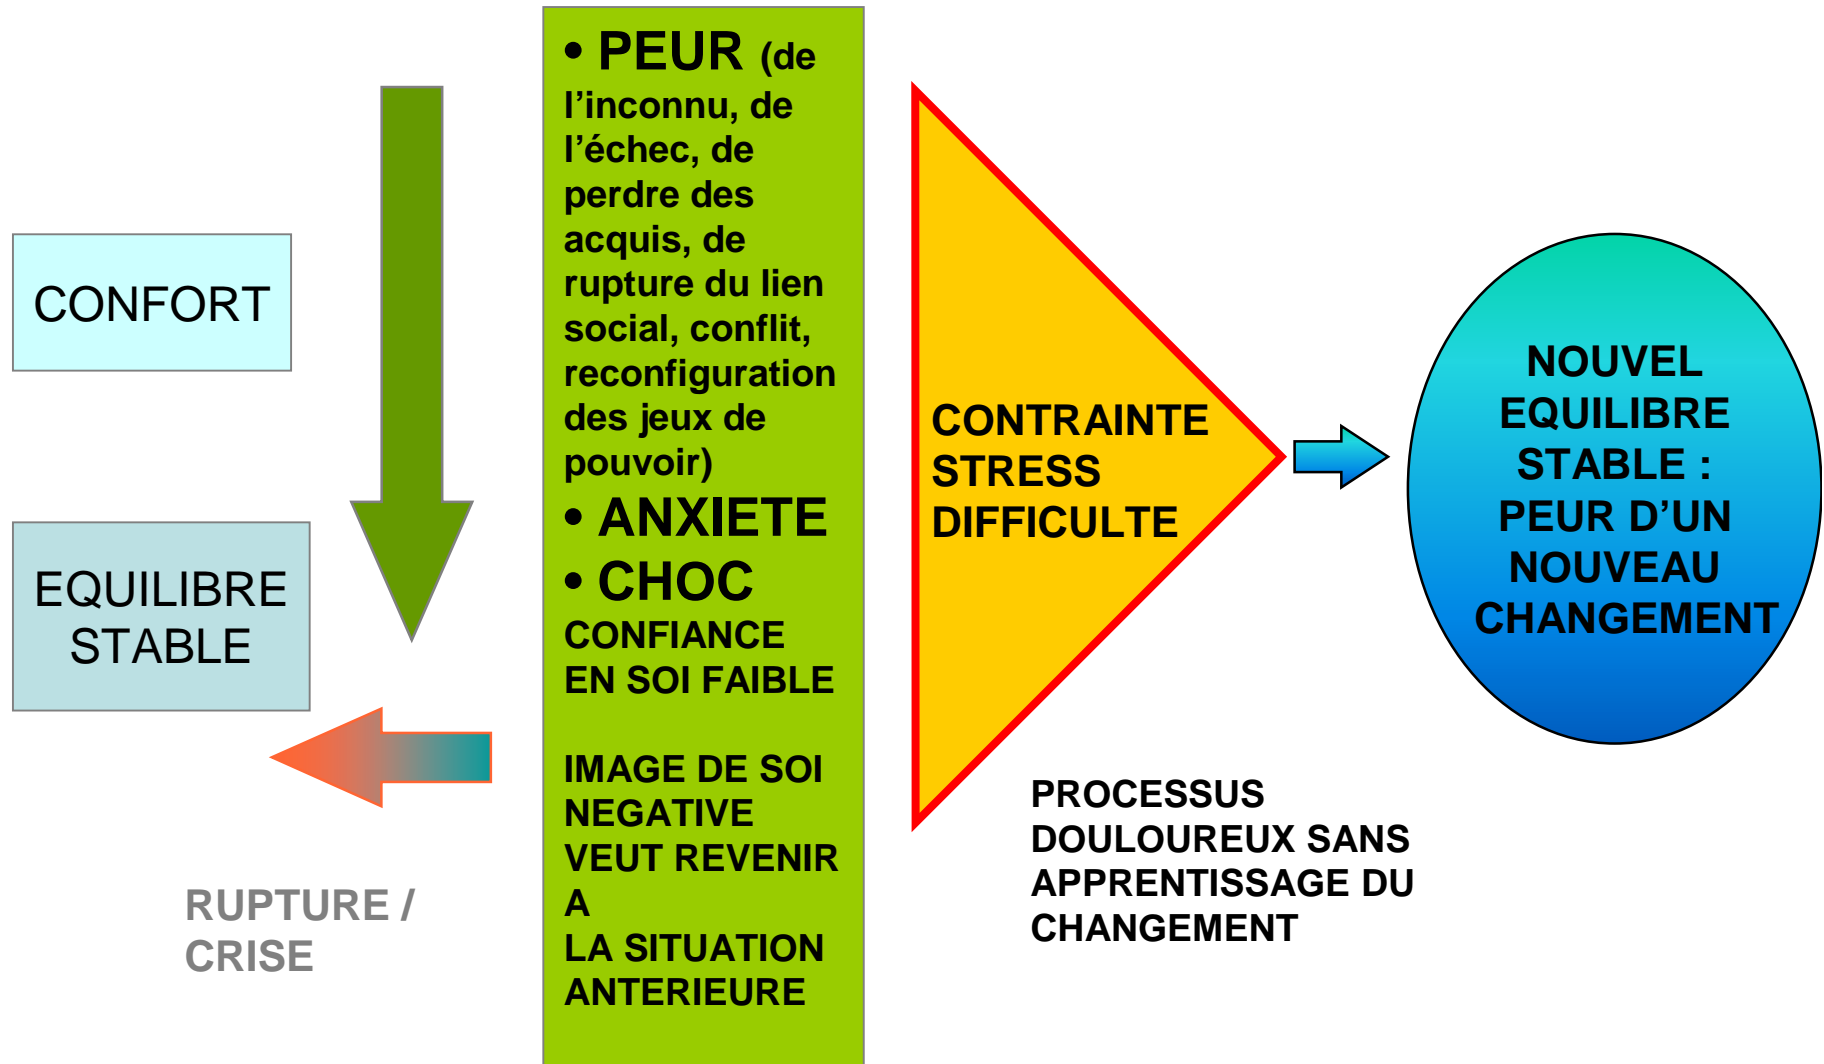 CONFORT
EQUILIBRE
STABLE
RUPTURE /
CRISE
• PEUR (de
l’inconnu, de
l’échec, de
perdre des
acquis, de
rupture du lien
social, conflit,
reconfiguration
des jeux de
pouvoir)
• ANXIETE
• CHOC
CONFIANCE
EN SOI FAIBLE
IMAGE DE SOI
NEGATIVE
VEUT REVENIR
A
LA SITUATION
ANTERIEURE
CONTRAINTE
STRESS
DIFFICULTE
PROCESSUS
DOULOUREUX SANS
APPRENTISSAGE DU
CHANGEMENT
NOUVEL
EQUILIBRE
STABLE :
PEUR D’UN
NOUVEAU
CHANGEMENT